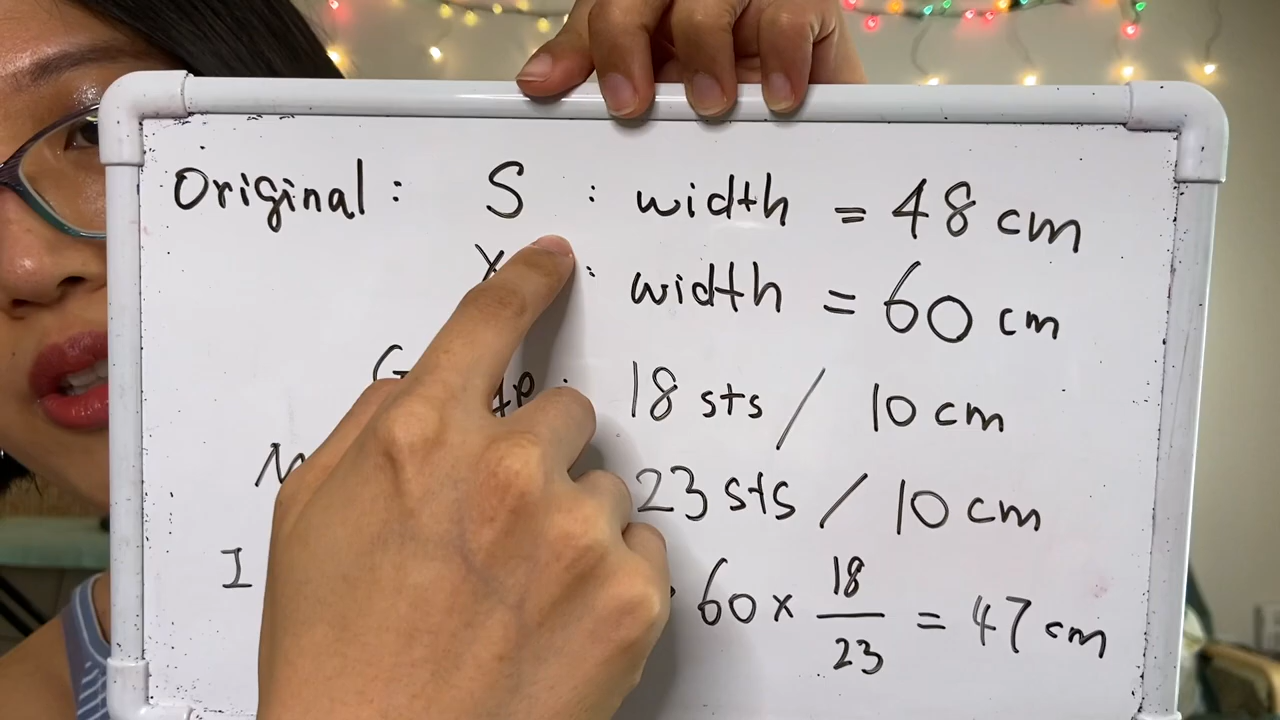 Original : S : width = 48 cm
: width = 60 cm
18 sts / 10 cm
23 sts / 10 cm
60 x 18/23 = 47 cm